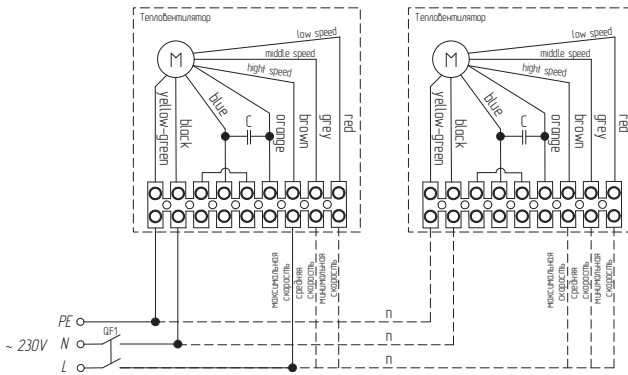 Тепловентилятор
Тепловентилятор
low speed
middle speed
hight speed
M
low speed
middle speed
hight speed
M
yellow-green
black
blue
C
orange
brown
grey
red
yellow-green
black
blue
C
orange
brown
grey
red
максимальная
скорость
средняя
скорость
минимальная
скорость
максимальная
скорость
средняя
скорость
минимальная
скорость
PE
п
QF1
~ 230V
N
п
L
п